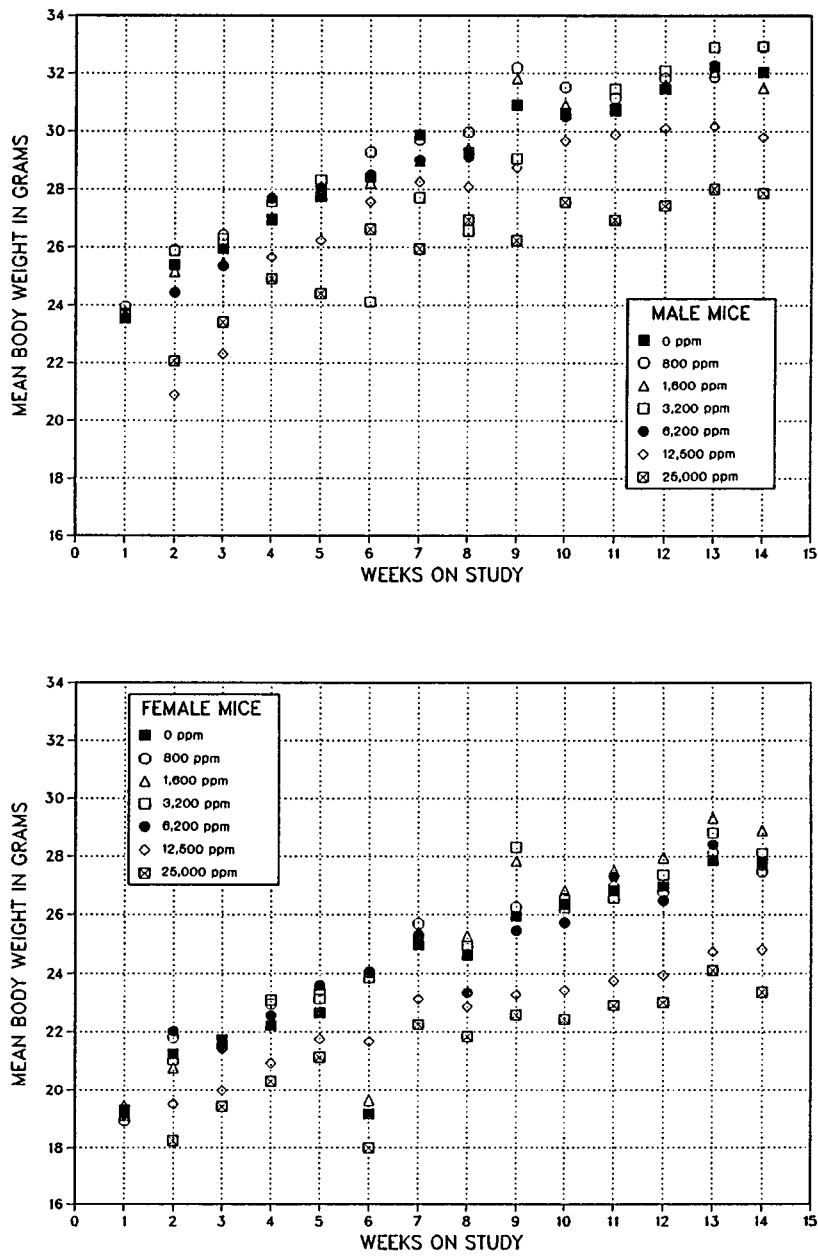 34
32
30
28
26
24
22
20
18
16
MEAN BODY WEIGHT IN GRAMS
MALE MICE
0 ppm
800 ppm
1,600 ppm
3,200 ppm
6,200 ppm
12,500 ppm
25,000 ppm
0 1 2 3 4 5 6 7 8 9 10 11 12 13 14 15
WEEKS ON STUDY
34
32
30
28
26
24
22
20
18
16
MEAN BODY WEIGHT IN GRAMS
FEMALE MICE
0 ppm
800 ppm
1,600 ppm
3,200 ppm
6,200 ppm
12,500 ppm
25,000 ppm
0 1 2 3 4 5 6 7 8 9 10 11 12 13 14 15
WEEKS ON STUDY